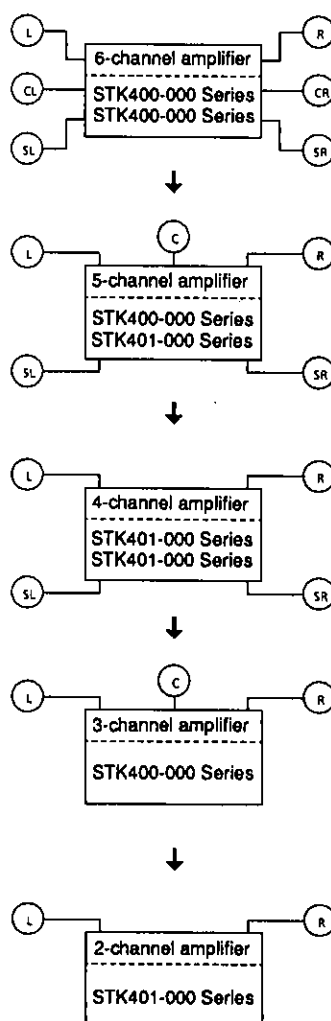 L R
6-channel amplifier
CL CR
STK400-000 Series
STK400-000 Series
SL SR
C
L R
5-channel amplifier
STK400-000 Series
STK401-000 Series
SL SR
L R
4-channel amplifier
STK401-000 Series
STK401-000 Series
SL SR
C
L R
3-channel amplifier
STK400-000 Series
L R
2-channel amplifier
STK401-000 Series